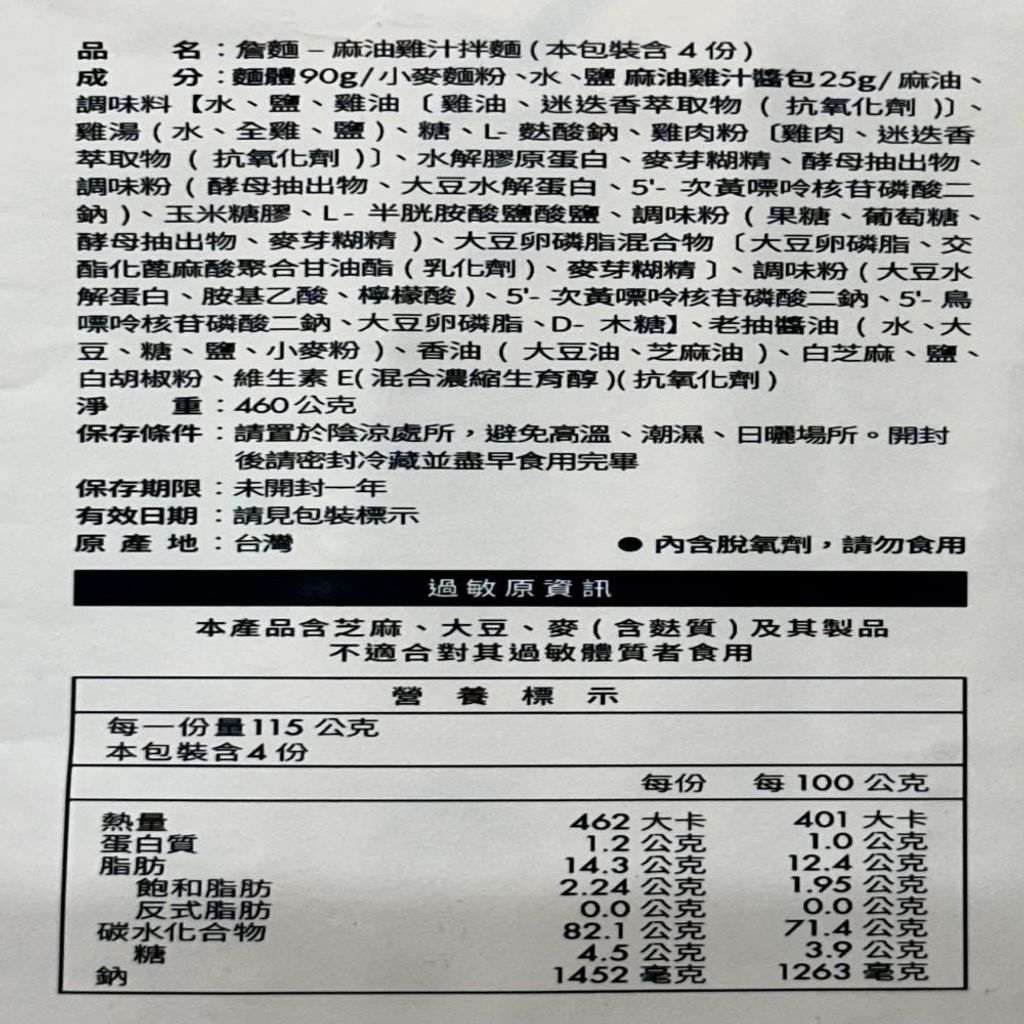 品名：詹麵－麻油雞汁拌麵(本包裝含4份)
成分：麵體90g/小麥麵粉、水、鹽 麻油雞汁醬包25g/麻油、
調味料【水、鹽、雞油〔雞油、迷迭香萃取物(抗氧化劑)〕、
雞湯(水、全雞、鹽)、糖、L-麩酸鈉、雞肉粉〔雞肉、迷迭香
萃取物(抗氧化劑)〕、水解膠原蛋白、麥芽糊精、酵母抽出物、
調味粉(酵母抽出物、大豆水解蛋白、5'-次黃嘌呤核苷磷酸二
鈉)、玉米糖膠、L-半胱胺酸鹽酸鹽、調味粉(果糖、葡萄糖、
酵母抽出物、麥芽糊精)、大豆卵磷脂混合物〔大豆卵磷脂、交
酯化蓖麻酸聚合甘油酯(乳化劑)、麥芽糊精〕、調味粉(大豆水
解蛋白、胺基乙酸、檸檬酸)、5'-次黃嘌呤核苷磷酸二鈉、5'-鳥
嘌呤核苷磷酸二鈉、大豆卵磷脂、D-木糖】、老抽醬油(水、大
豆、糖、鹽、小麥粉)、香油(大豆油、芝麻油)、白芝麻、鹽、
白胡椒粉、維生素E(混合濃縮生育醇)(抗氧化劑)
淨重：460公克
保存條件：請置於陰涼處所，避免高溫、潮濕、日曬場所。開封
後請密封冷藏並盡早食用完畢
保存期限：未開封一年
有效日期：請見包裝標示
原產地：台灣 ●內含脫氧劑，請勿食用
過敏原資訊
本產品含芝麻、大豆、麥(含麩質)及其製品
不適合對其過敏體質者食用
營養標示
每一份量115公克
本包裝含4份
每份 每100公克
熱量 462大卡 401大卡
蛋白質 1.2公克 1.0公克
脂肪 14.3公克 12.4公克
飽和脂肪 2.24公克 1.95公克
反式脂肪 0.0公克 0.0公克
碳水化合物 82.1公克 71.4公克
糖 4.5公克 3.9公克
鈉 1452毫克 1263毫克